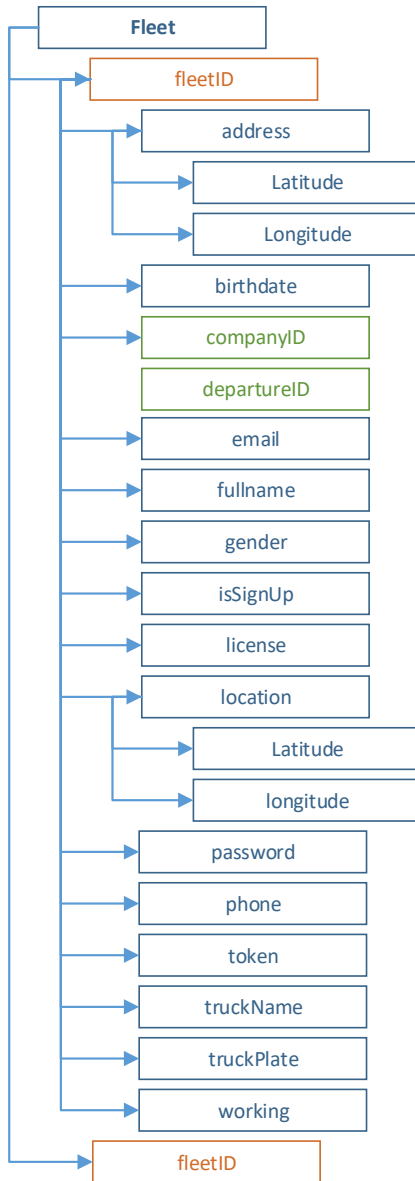 Fleet
fleetID
address
Latitude
Longitude
birthdate
companyID
departureID
email
fullname
gender
isSignUp
license
location
Latitude
longitude
password
phone
token
truckName
truckPlate
working
fleetID